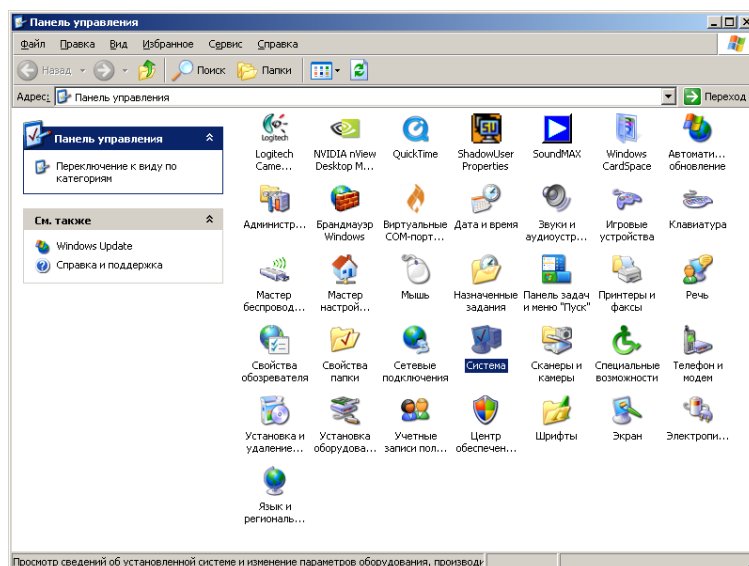 Панель управления
Файл Правка Вид Избранное Сервис Справка
Назад Поиск Папки
Адрес: Панель управления Переход
Панель управления
Переключение к виду по
категориям
См. также
Windows Update
Справка и поддержка
Logitech
Logitech
Came...
NVIDIA nView
Desktop M...
QuickTime
ShadowUser
Properties
SoundMAX
Windows
CardSpace
Автомати...
обновление
Администр...
Брандмауэр
Windows
Виртуальные
COM-порт...
Дата и время
Звуки и
аудиоустр...
Игровые
устройства
Клавиатура
Мастер
беспровод...
Мастер
настрой...
Мышь
Назначенные
задания
Панель задач
и меню "Пуск"
Принтеры и
факсы
Речь
Свойства
обозревателя
Свойства
папки
Сетевые
подключения
Система
Сканеры и
камеры
Специальные
возможности
Телефон и
модем
Установка и
удаление...
Установка
оборудова...
Учетные
записи пол...
Центр
обеспечен...
Шрифты
Экран
Электропи...
Язык и
региональ...
Просмотр сведений об установленной системе и изменение параметров оборудования, производи